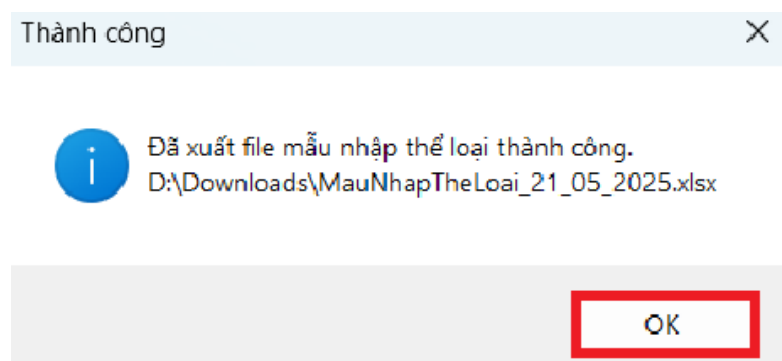 Thành công
Đã xuất file mẫu nhập thể loại thành công.
D:\Downloads\MauNhapTheLoai_21_05_2025.xlsx
OK